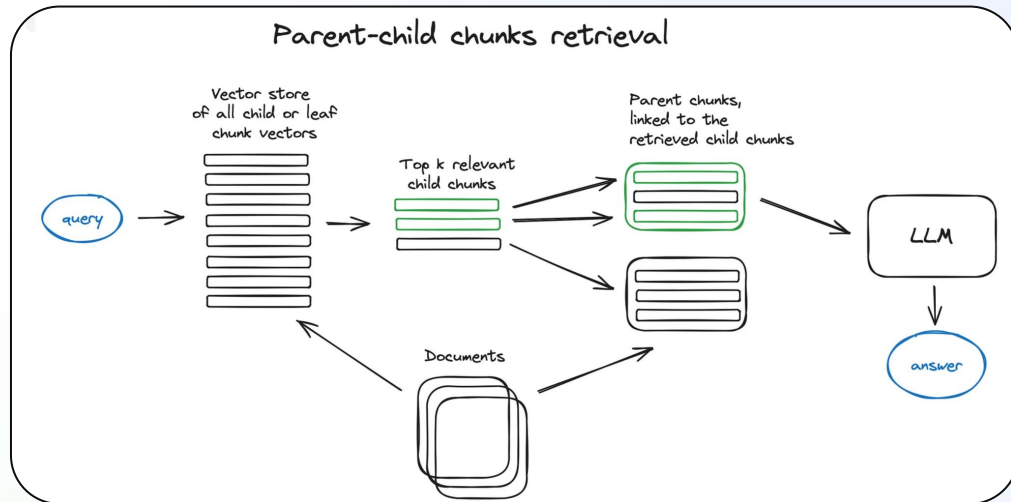 Parent-child chunks retrieval
Vector store
of all child or leaf
chunk vectors
Parent chunks,
linked to the
retrieved child chunks
Top k relevant
child chunks
query
LLM
Documents
answer